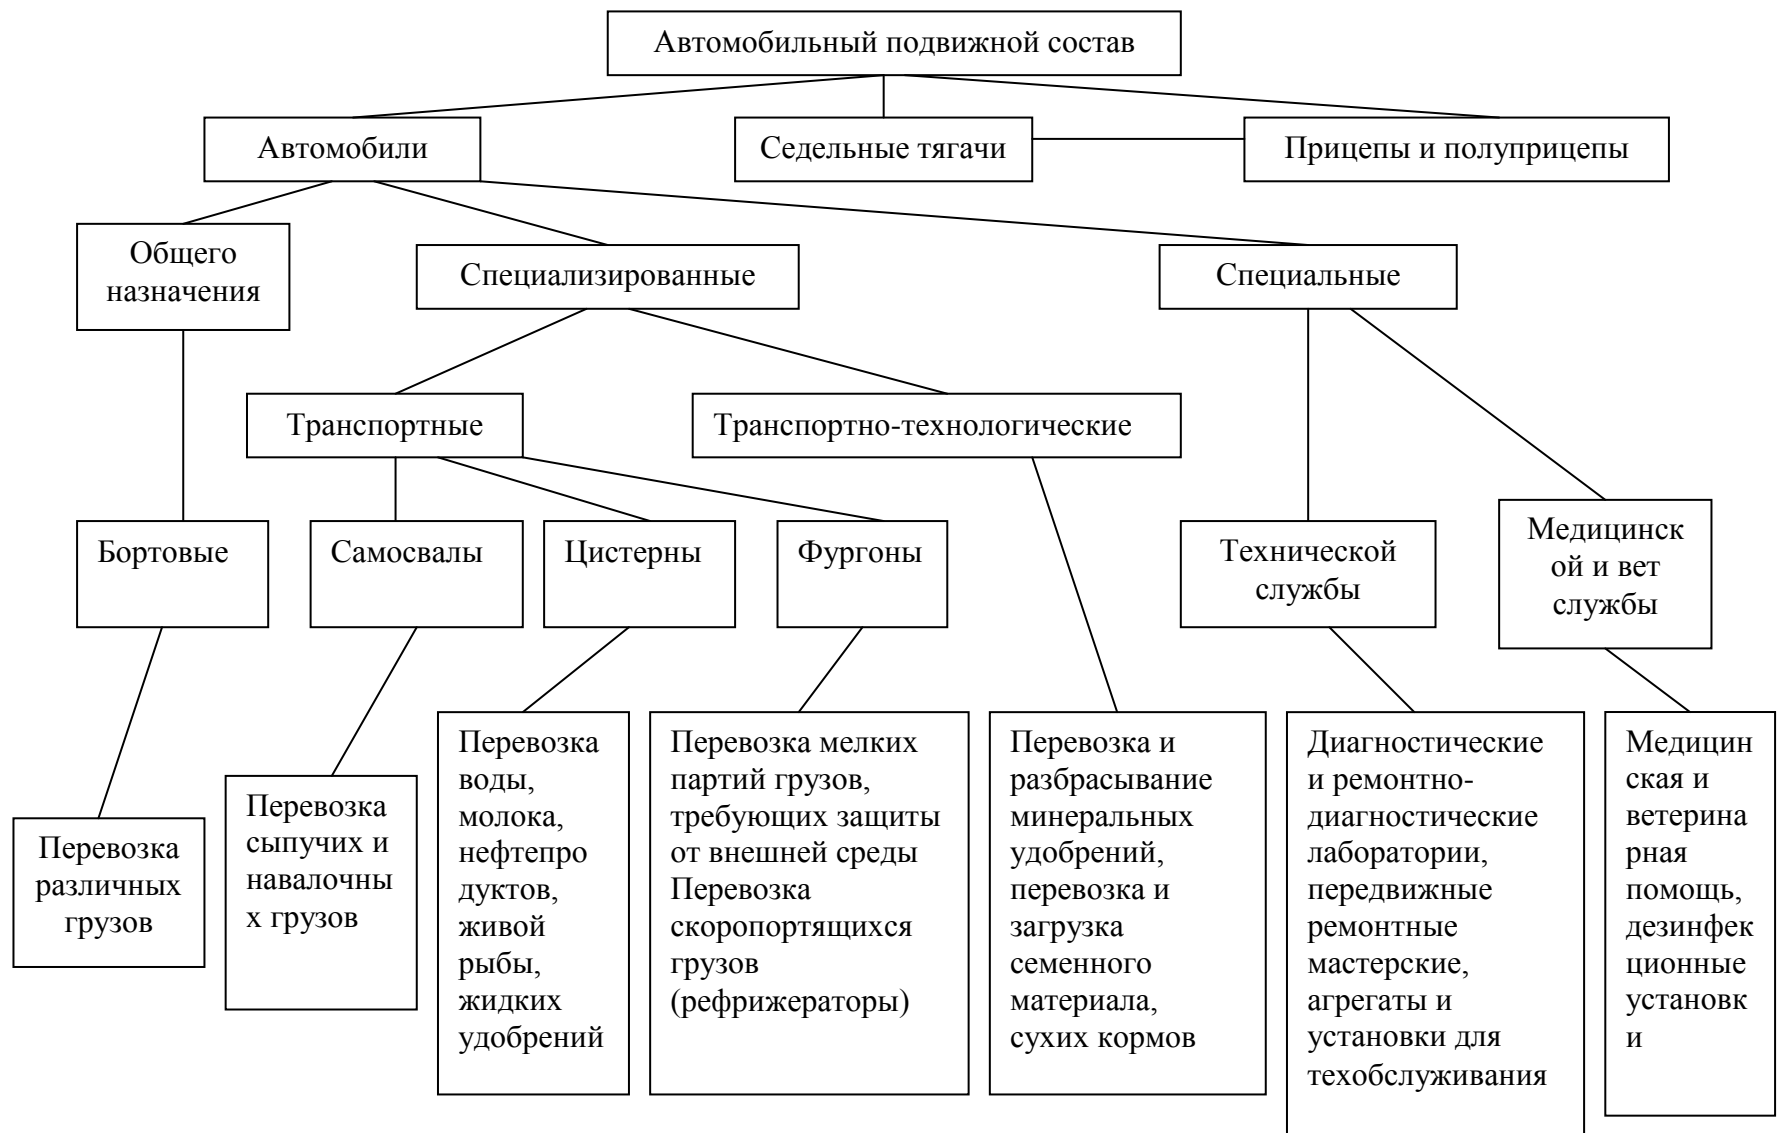 Автомобильный подвижной состав
Автомобили
Седельные тягачи
Прицепы и полуприцепы
Общего
назначения
Специализированные
Специальные
Транспортные
Транспортно-технологические
Бортовые
Самосвалы
Цистерны
Фургоны
Технической
службы
Медицинск
ой и вет
службы
Перевозка
различных
грузов
Перевозка
сыпучих и
навалочны
х грузов
Перевозка
воды,
молока,
нефтепро
дуктов,
живой
рыбы,
жидких
удобрений
Перевозка мелких
партий грузов,
требующих защиты
от внешней среды
Перевозка
скоропортящихся
грузов
(рефрижераторы)
Перевозка и
разбрасывание
минеральных
удобрений,
перевозка и
загрузка
семенного
материала,
сухих кормов
Диагностические
и ремонтно-
диагностические
лаборатории,
передвижные
ремонтные
мастерские,
агрегаты и
установки для
техобслуживания
Медицин
ская и
ветерина
рная
помощь,
дезинфек
ционные
установк
и